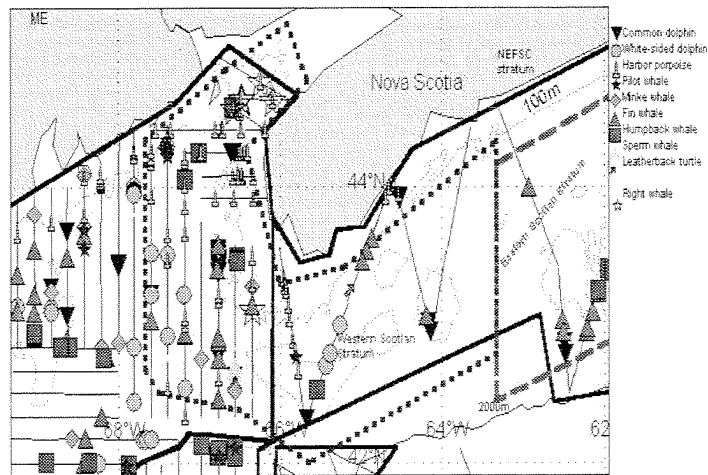 ME
NEFSC
stratum
Nova Scotia
100m
44°N
Eastern Scotian Stratum
Western Scotian
Stratum
2000m
68°W
66°W
64°W
62
42°N
Common dolphin
White-sided dolphin
Harbor porpoise
Pilot whale
Minke whale
Fin whale
Humpback whale
Sperm whale
Leatherback turtle
Right whale